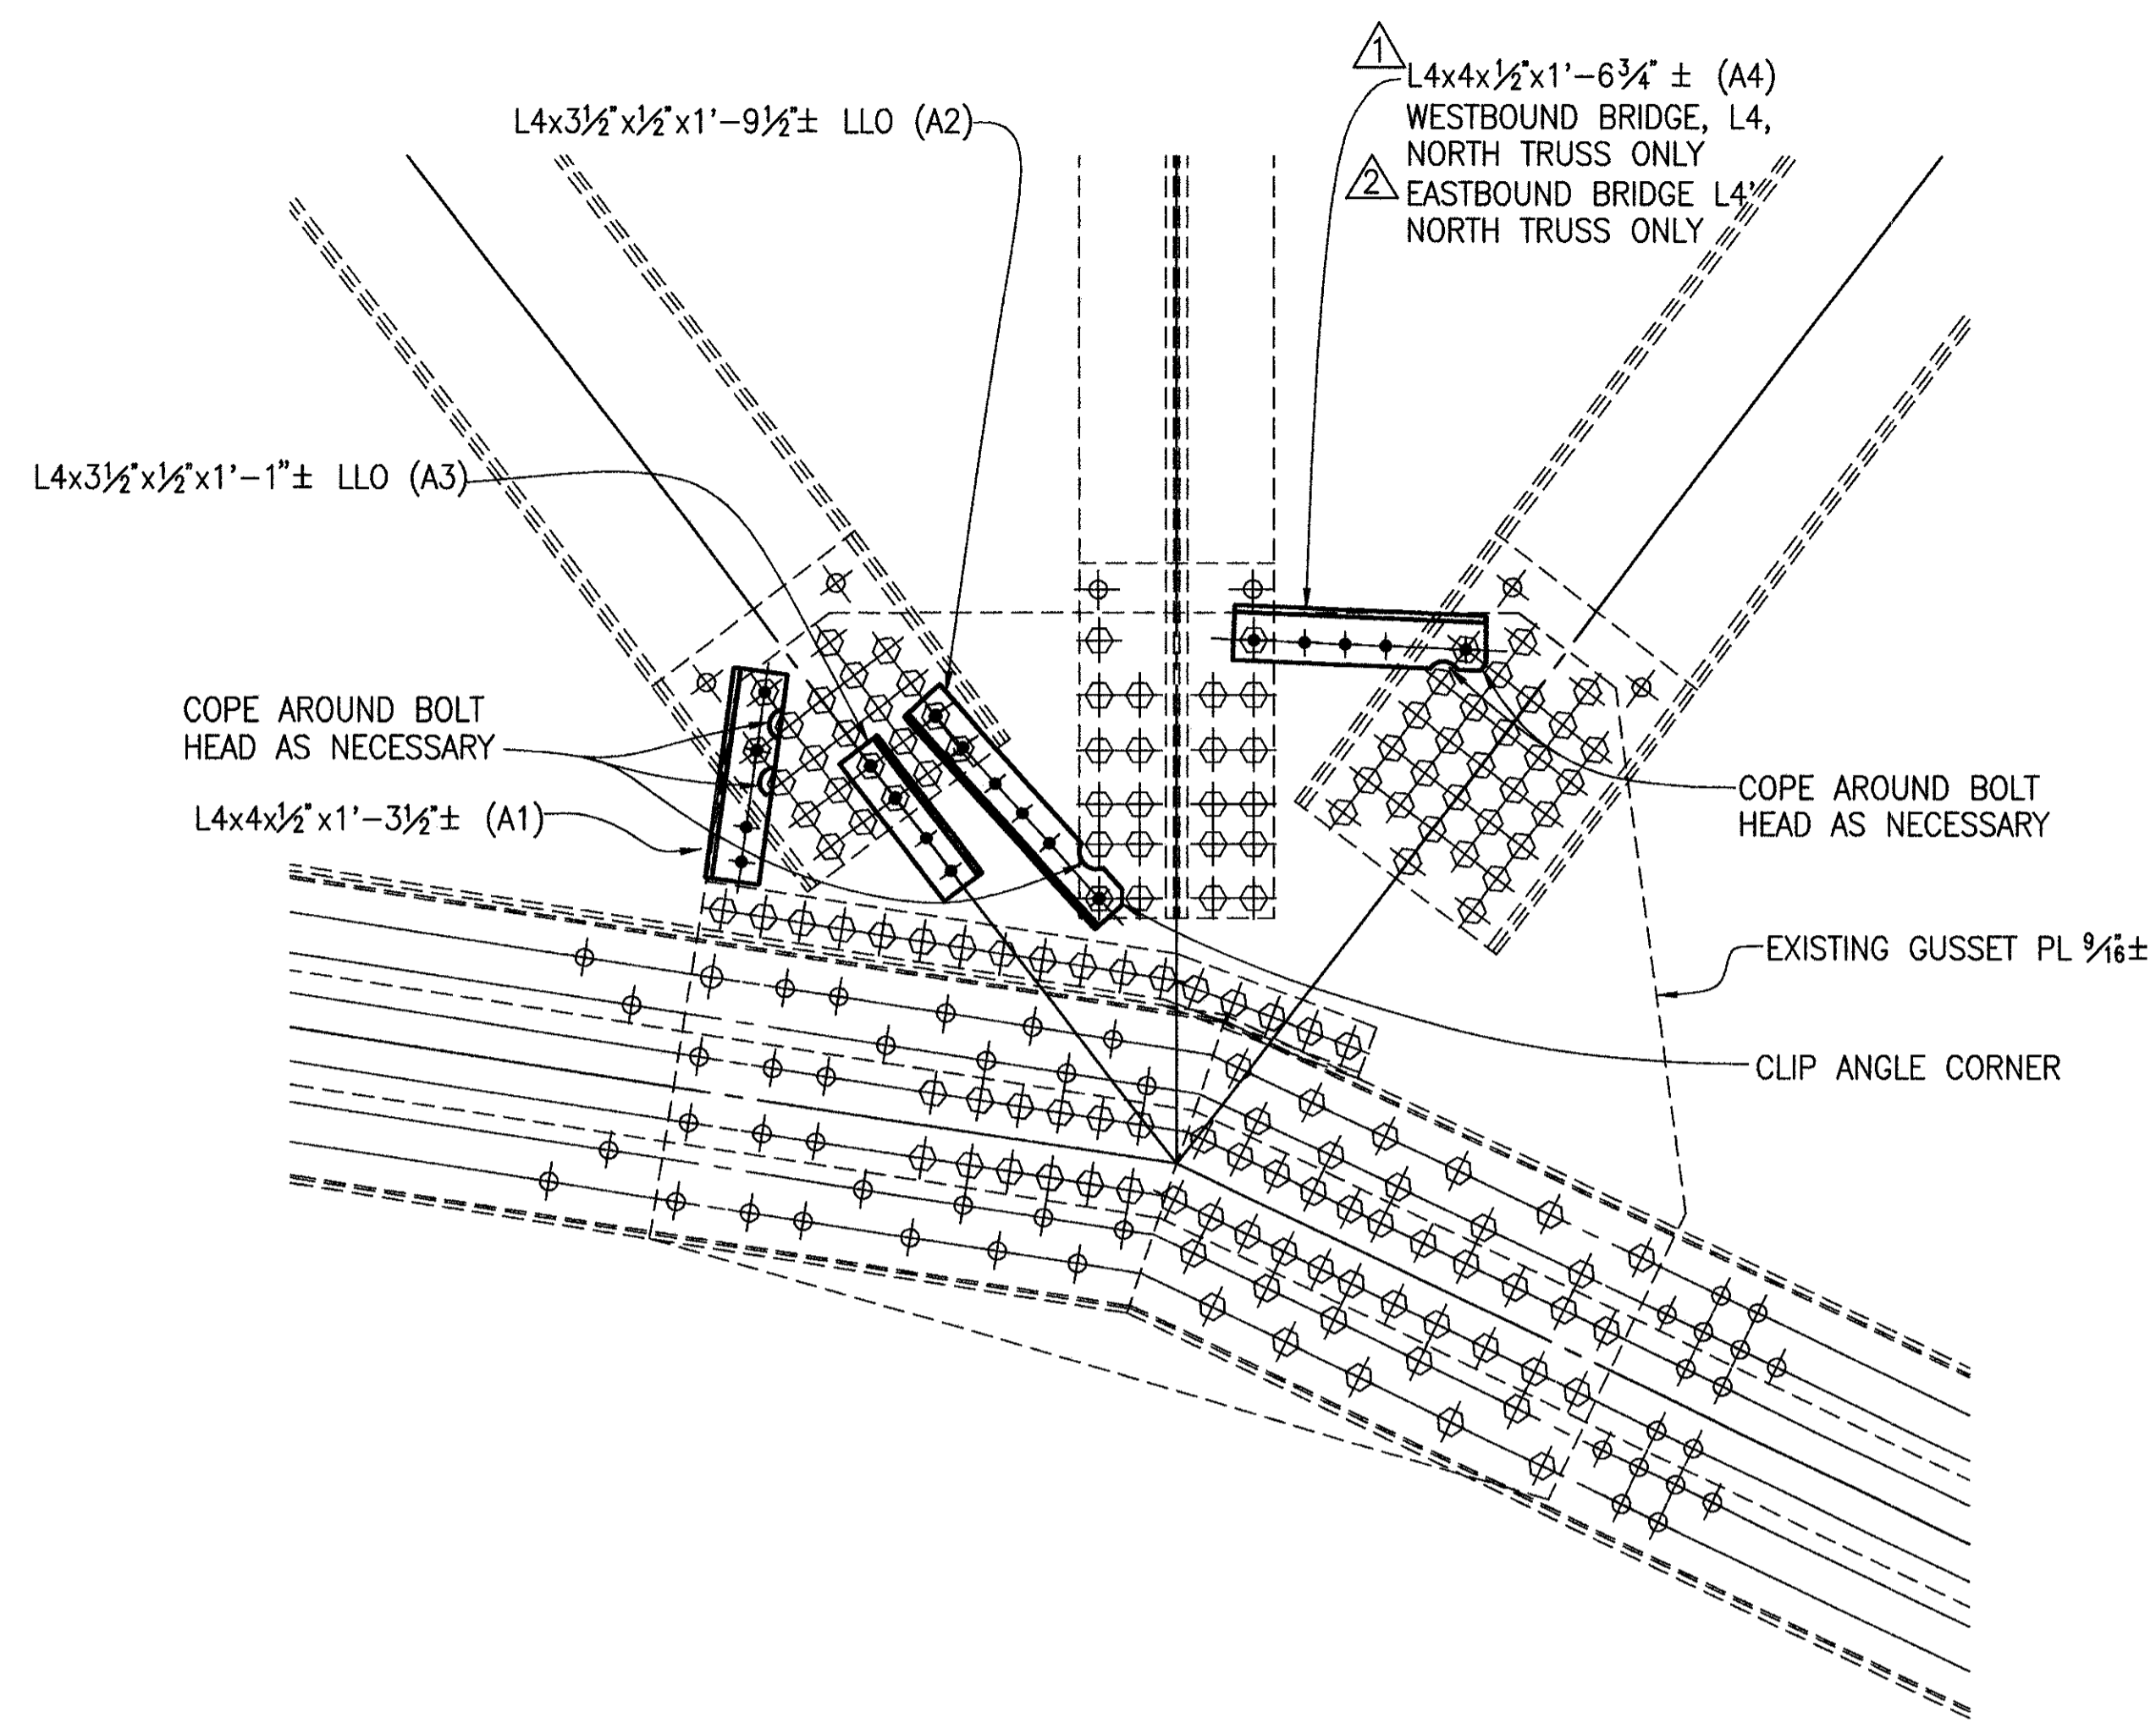 1
L4x4x½"x1'-6¾" ± (A4)
WESTBOUND BRIDGE, L4,
NORTH TRUSS ONLY
2
EASTBOUND BRIDGE L4'
NORTH TRUSS ONLY
L4x3½"x½"x1'-9½"± LLO (A2)
L4x3½"x½"x1'-1"± LLO (A3)
COPE AROUND BOLT
HEAD AS NECESSARY
L4x4x½"x1'-3½"± (A1)
COPE AROUND BOLT
HEAD AS NECESSARY
EXISTING GUSSET PL 9/16"±
CLIP ANGLE CORNER